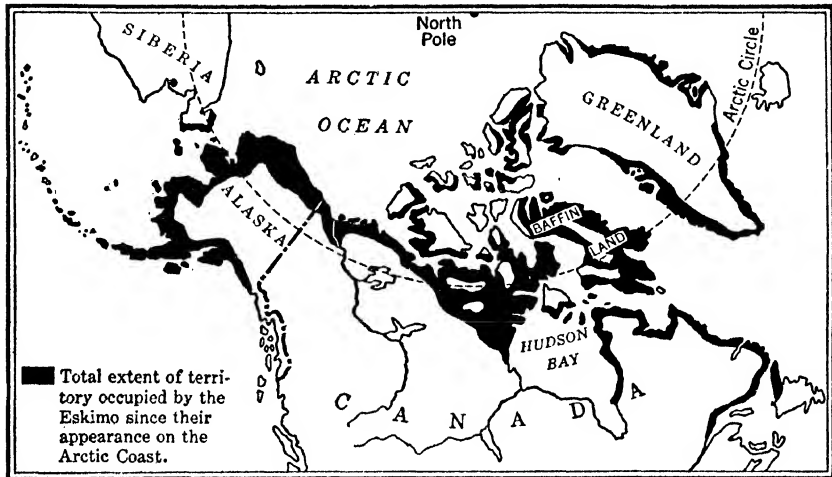 North
Pole
SIBERIA
ARCTIC
OCEAN
GREENLAND
Arctic Circle
ALASKA
BAFFIN
LAND
HUDSON
BAY
CANADA
Total extent of terri-
tory occupied by the
Eskimo since their
appearance on the
Arctic Coast.